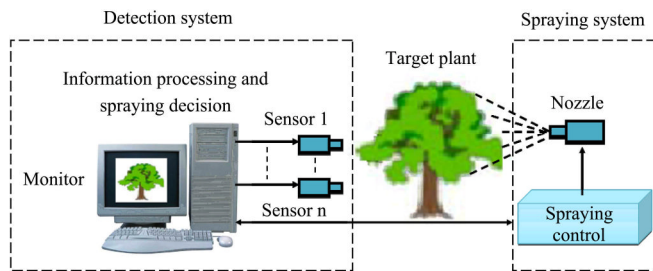 Detection system
Spraying system
Information processing and
spraying decision
Target plant
Sensor 1
Nozzle
Monitor
Sensor n
Spraying
control